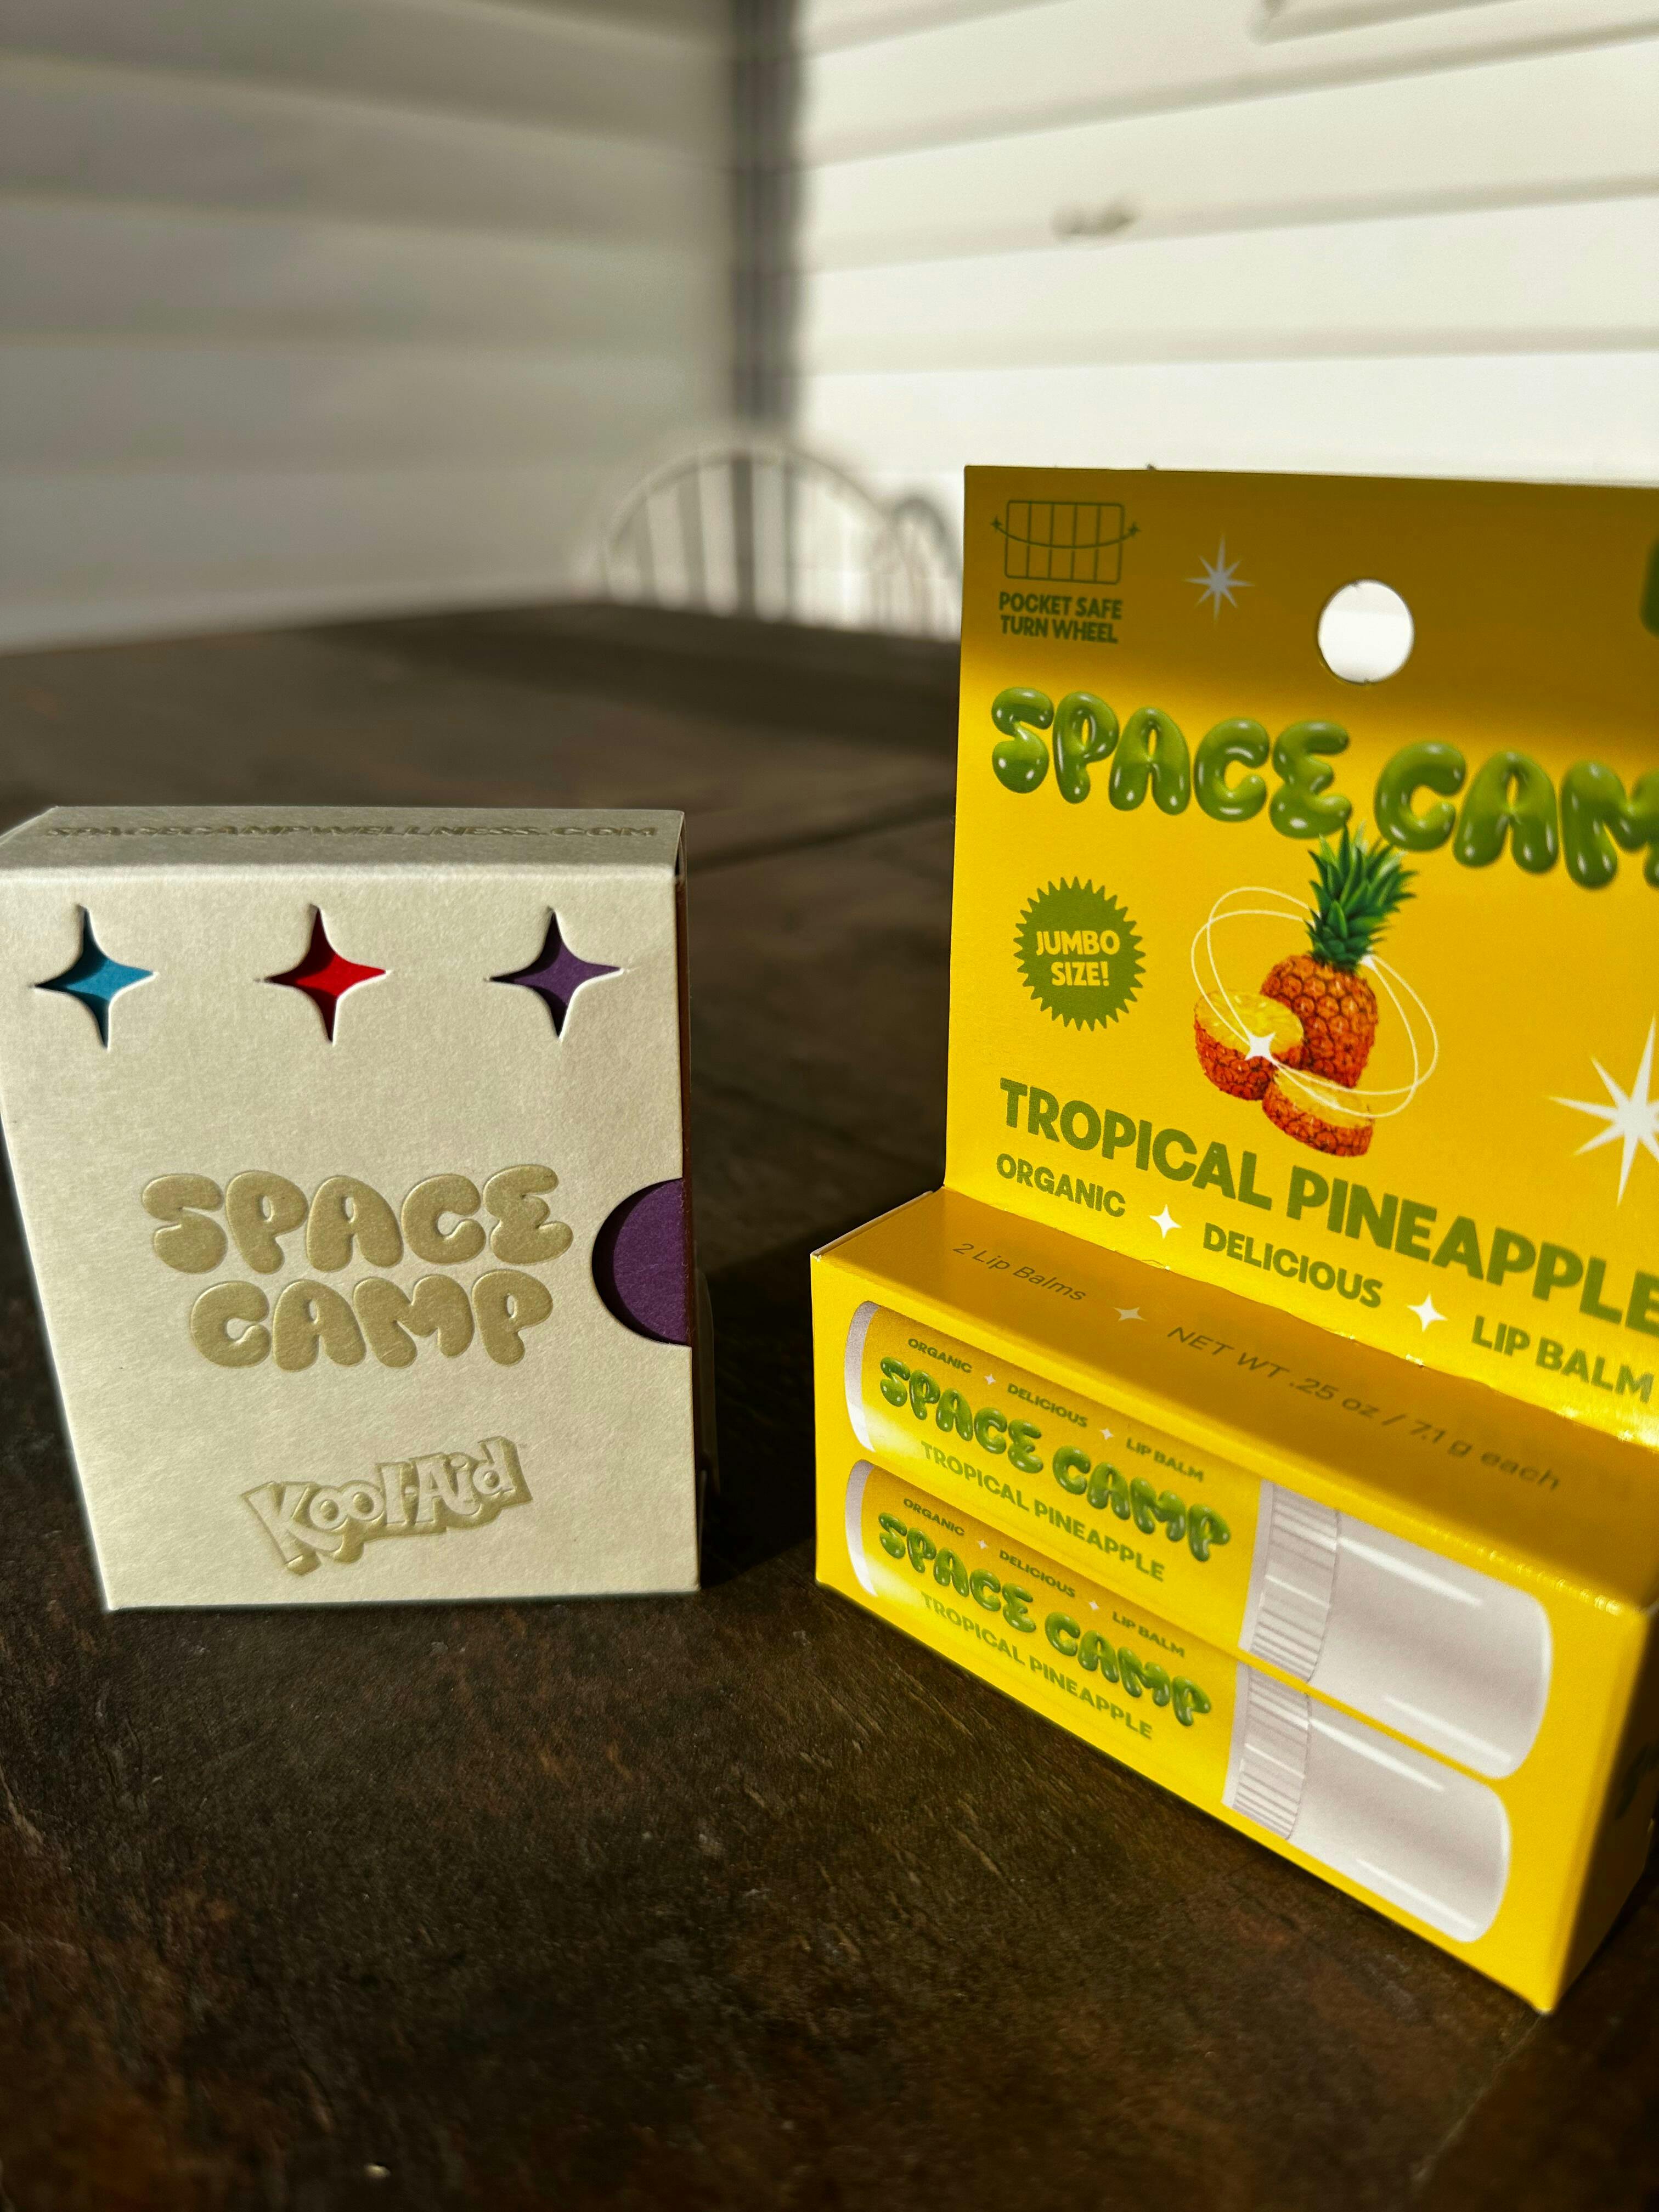 SPACECAMPWELLNESS.COM
SPACE
CAMP
Kool-Aid
POCKET SAFE
TURN WHEEL
SPACE CAM
JUMBO
SIZE!
TROPICAL PINEAPPLE
ORGANIC DELICIOUS LIP BALM
2 Lip Balms NET WT .25 oz / 7.1 g each
ORGANIC DELICIOUS LIP BALM
SPACE CAMP
TROPICAL PINEAPPLE
ORGANIC DELICIOUS LIP BALM
SPACE CAMP
TROPICAL PINEAPPLE